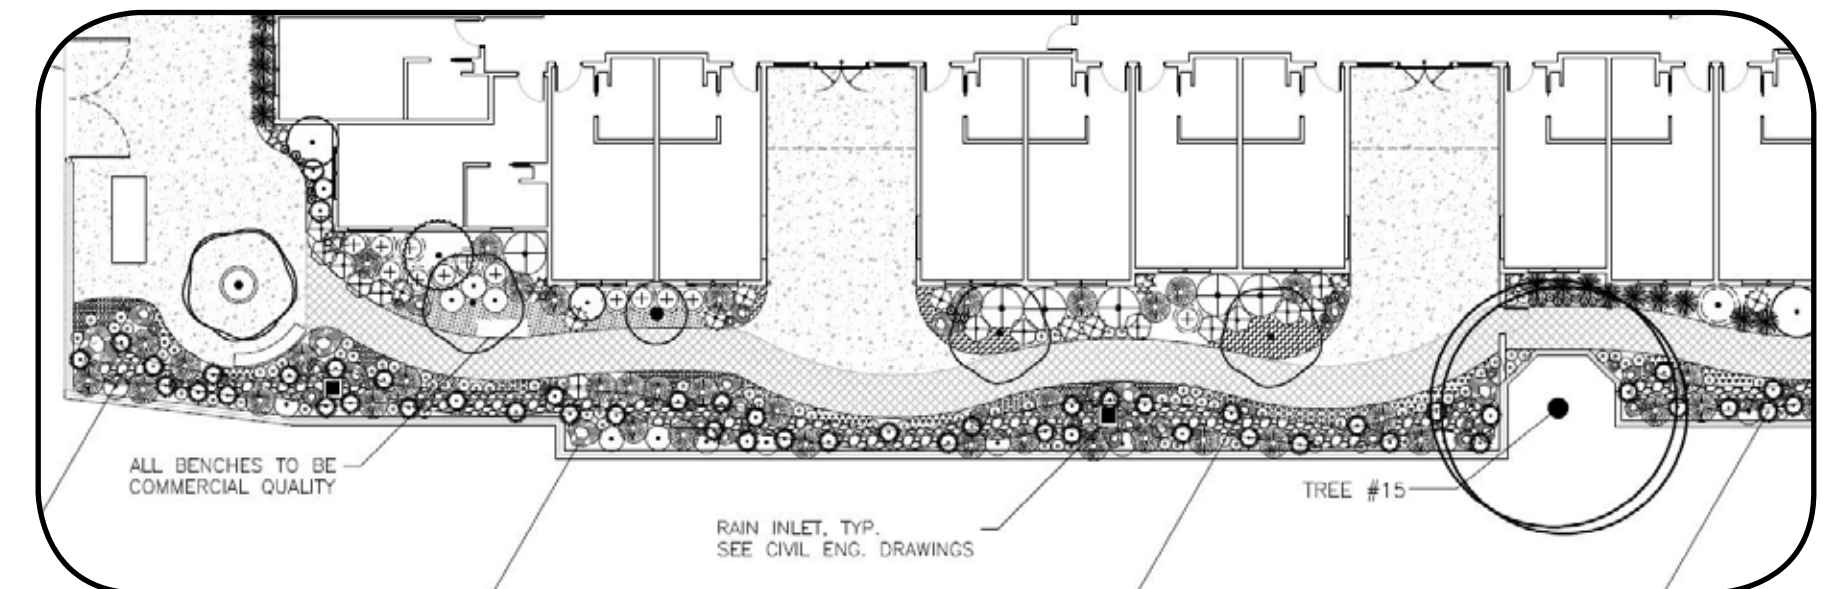 ALL BENCHES TO BE
COMMERCIAL QUALITY
RAIN INLET, TYP.
SEE CIVIL ENG. DRAWINGS
TREE #15